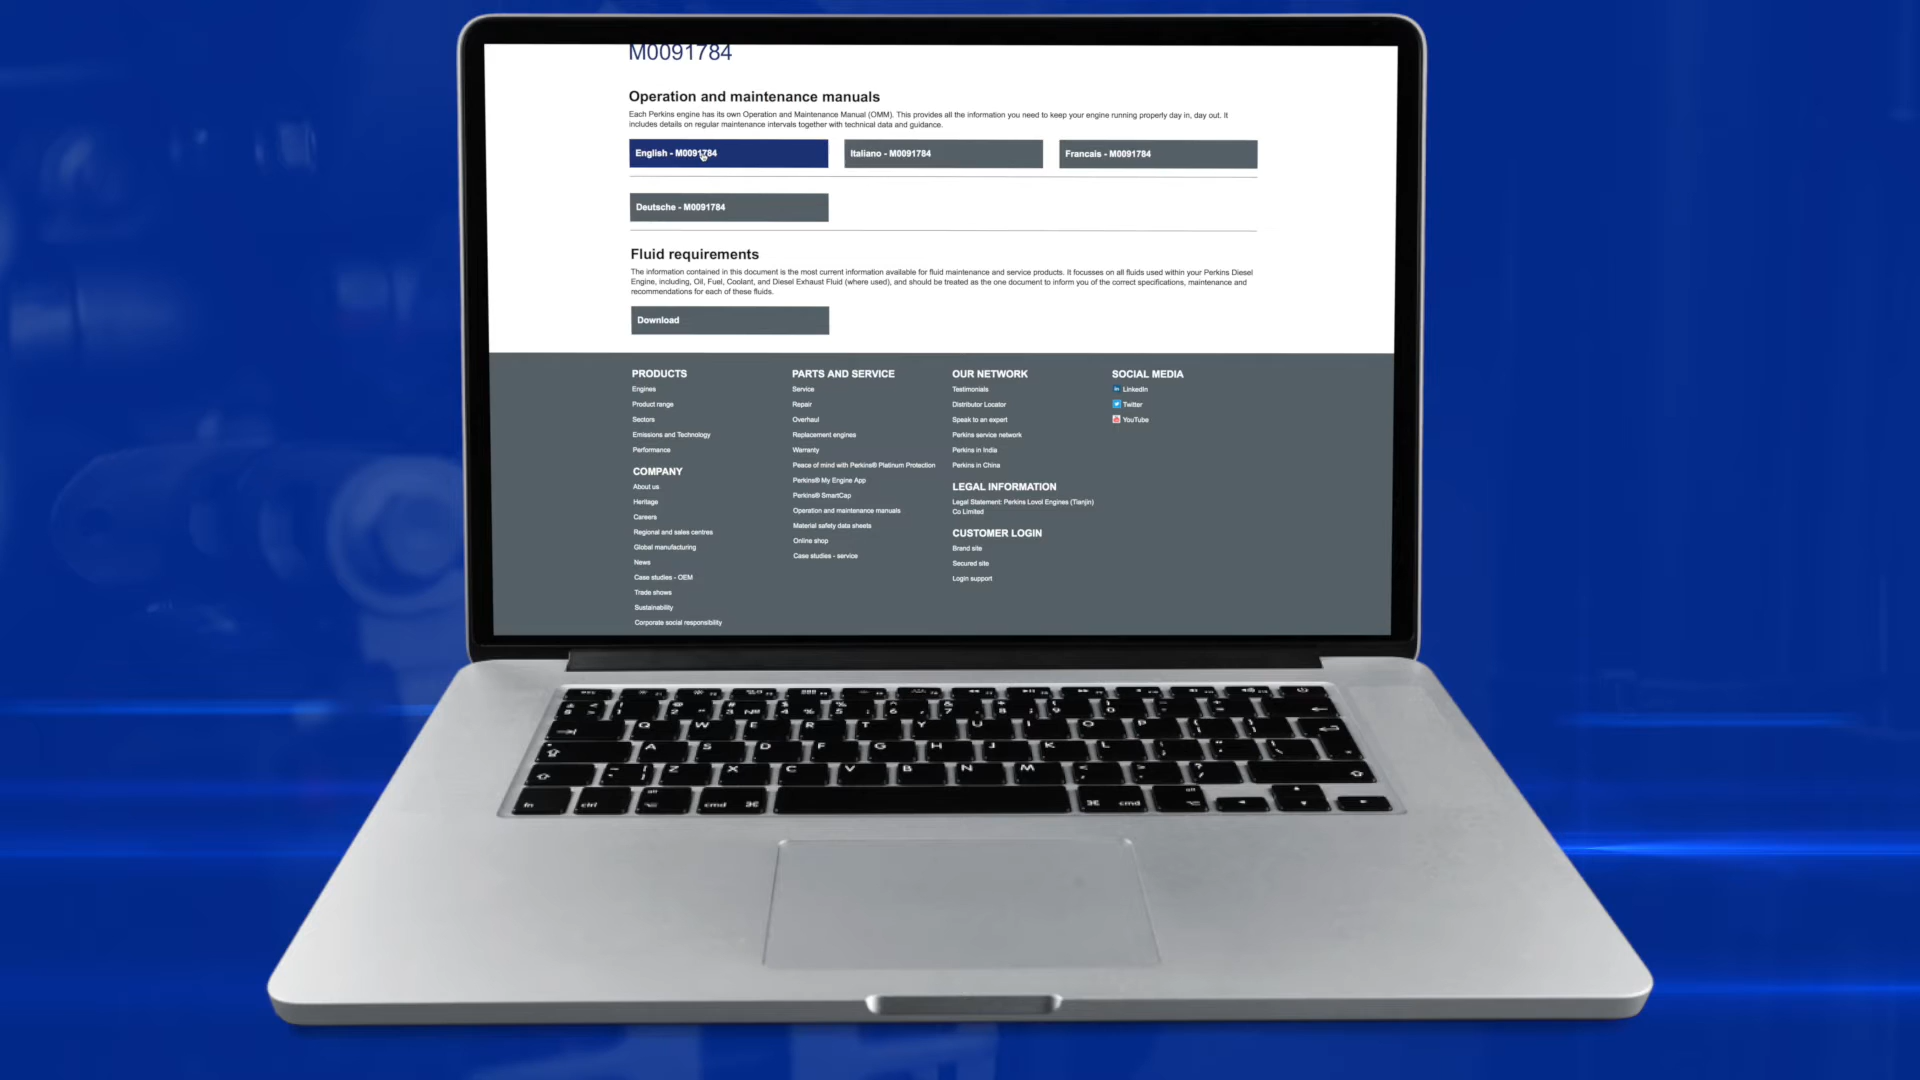 M0091784
Operation and maintenance manuals
Each Perkins engine has its own Operation and Maintenance Manual (OMM). This provides all the information you need to keep your engine running properly day in, day out. It
includes details on regular maintenance intervals together with technical data and guidance.
English - M0091784
Italiano - M0091784
Francais - M0091784
Deutsche - M0091784
Fluid requirements
The information contained in this document is the most current information available for fluid maintenance and service products. It focusses on all fluids used within your Perkins Diesel
Engine, including, Oil, Fuel, Coolant, and Diesel Exhaust Fluid (where used), and should be treated as the one document to inform you of the correct specifications, maintenance and
recommendations for each of these fluids.
Download
PRODUCTS
Engines
Product range
Sectors
Emissions and Technology
Performance
COMPANY
About us
Heritage
Careers
Regional and sales centres
Global manufacturing
News
Case studies - OEM
Trade shows
Sustainability
Corporate social responsibility
PARTS AND SERVICE
Service
Repair
Overhaul
Replacement engines
Warranty
Peace of mind with Perkins® Platinum Protection
Perkins® My Engine App
Perkins® SmartCap
Operation and maintenance manuals
Material safety data sheets
Online shop
Case studies - service
OUR NETWORK
Testimonials
Distributor Locator
Speak to an expert
Perkins service network
Perkins in India
Perkins in China
LEGAL INFORMATION
Legal Statement: Perkins Lovol Engines (Tianjin)
Co Limited
CUSTOMER LOGIN
Brand site
Secured site
Login support
SOCIAL MEDIA
LinkedIn
Twitter
YouTube
Q W E R T Y U I O P
A S D F G H J K L
Z X C V B N M
fn ctrl cmd ⌘ ⌘ cmd